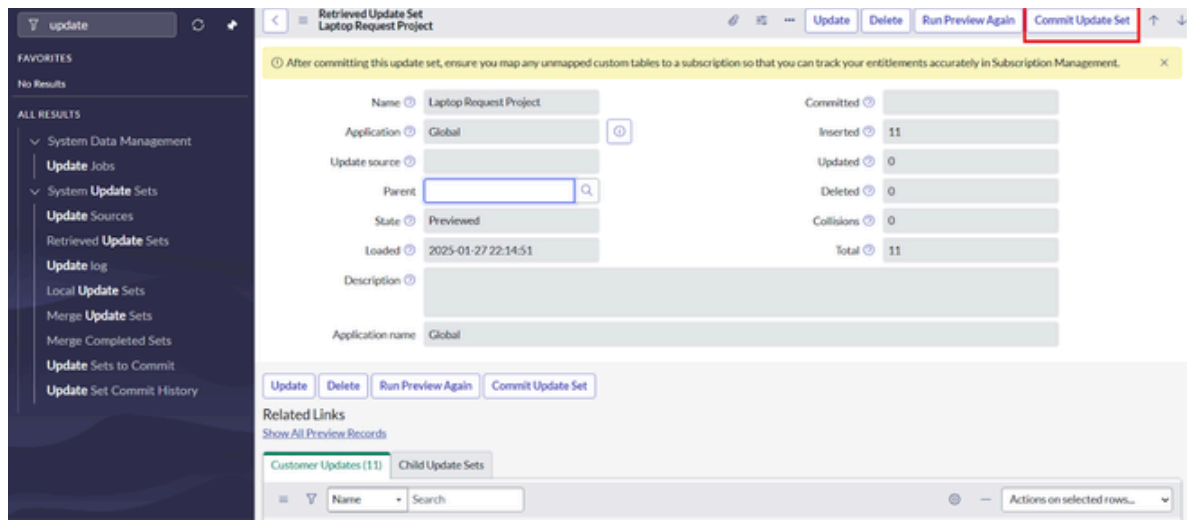 update
FAVORITES
No Results
ALL RESULTS
System Data Management
Update Jobs
System Update Sets
Update Sources
Retrieved Update Sets
Update log
Local Update Sets
Merge Update Sets
Merge Completed Sets
Update Sets to Commit
Update Set Commit History
Retrieved Update Set
Laptop Request Project
Update Delete Run Preview Again Commit Update Set
After committing this update set, ensure you map any unmapped custom tables to a subscription so that you can track your entitlements accurately in Subscription Management.
Name Laptop Request Project
Application Global
Update source
Parent
State Previewed
Loaded 2025-01-27 22:14:51
Committed
Inserted 11
Updated 0
Deleted 0
Collisions 0
Total 11
Description
Application name Global
Update Delete Run Preview Again Commit Update Set
Related Links
Show All Preview Records
Customer Updates (11) Child Update Sets
Name Search Actions on selected rows...